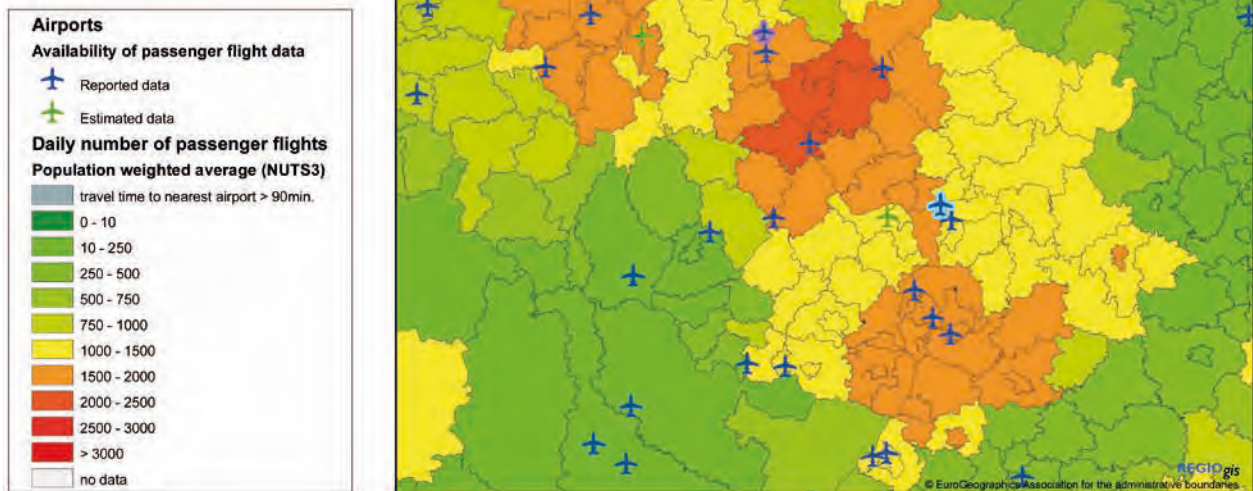 Airports
Availability of passenger flight data
Reported data
Estimated data
Daily number of passenger flights
Population weighted average (NUTS3)
travel time to nearest airport > 90min.
0 - 10
10 - 250
250 - 500
500 - 750
750 - 1000
1000 - 1500
1500 - 2000
2000 - 2500
2500 - 3000
> 3000
no data
REGIOgis
© EuroGeographics Association for the administrative boundaries